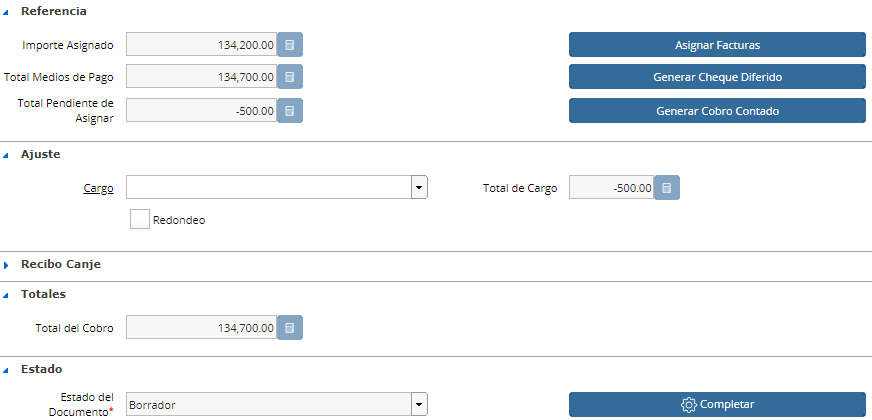 Referencia
Importe Asignado 134,200.00 Asignar Facturas
Total Medios de Pago 134,700.00 Generar Cheque Diferido
Total Pendiente de
Asignar -500.00 Generar Cobro Contado
Ajuste
Cargo Total de Cargo -500.00
Redondeo
Recibo Canje
Totales
Total del Cobro 134,700.00
Estado
Estado del
Documento* Borrador Completar